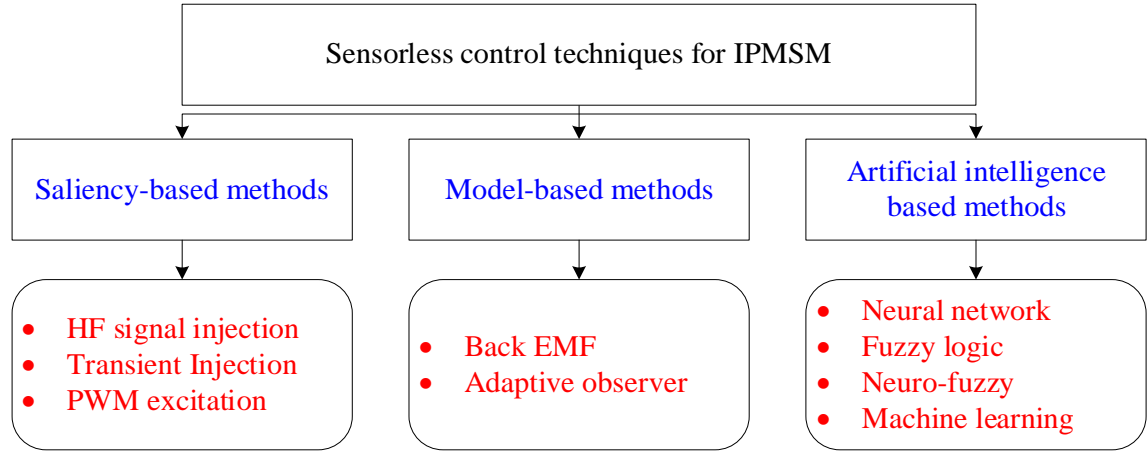 Sensorless control techniques for IPMSM
Saliency-based methods
Model-based methods
Artificial intelligence
based methods
• HF signal injection
• Transient Injection
• PWM excitation
• Back EMF
• Adaptive observer
• Neural network
• Fuzzy logic
• Neuro-fuzzy
• Machine learning